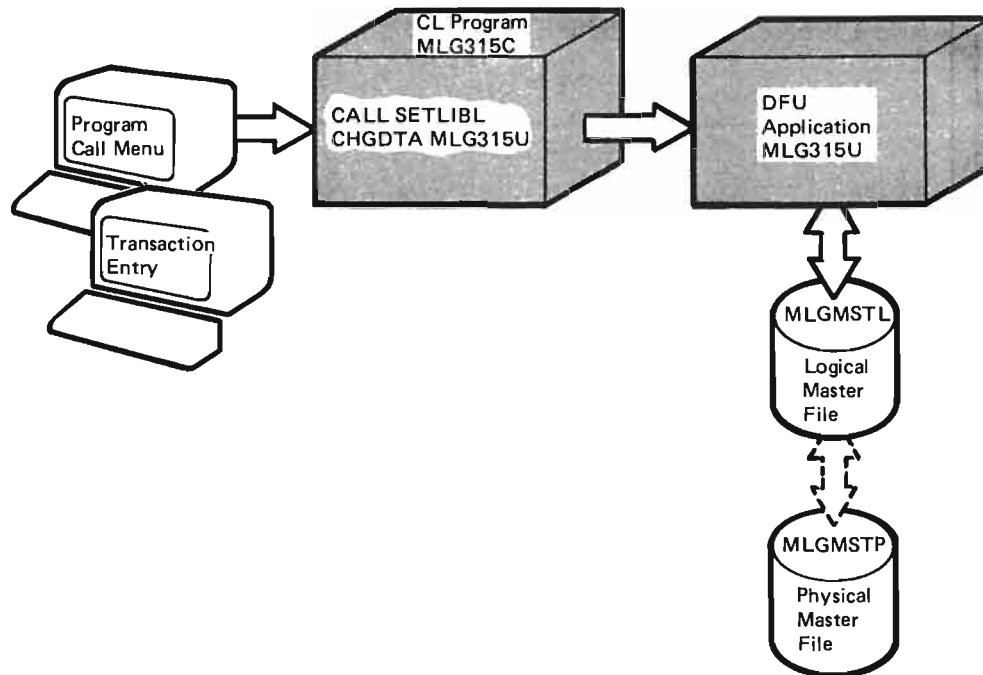 Program
Call Menu
Transaction
Entry
CL Program
MLG315C
CALL SETLIBL
CHGDTA MLG315U
DFU
Application
MLG315U
MLGMSTL
Logical
Master
File
MLGMSTP
Physical
Master
File